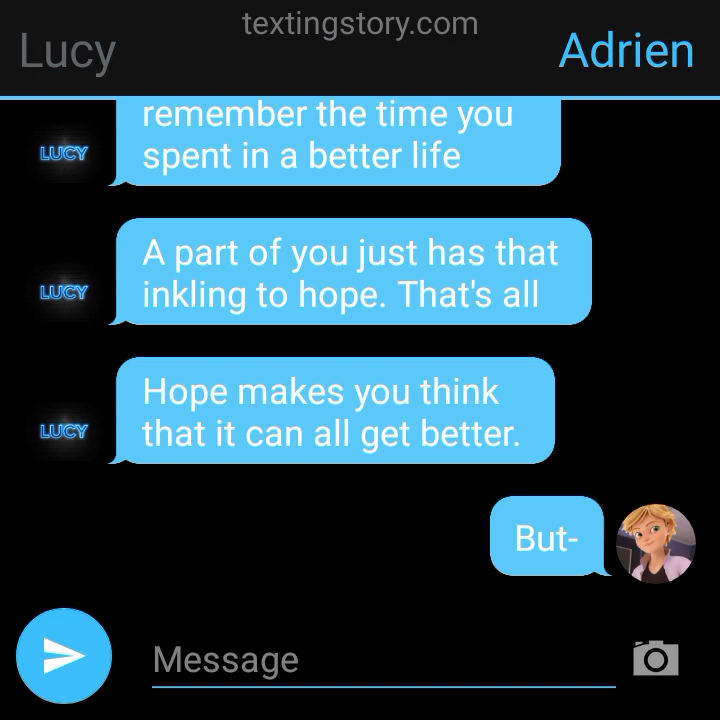 textingstory.com
Lucy
Adrien
remember the time you
spent in a better life
LUCY
A part of you just has that
inkling to hope. That's all
LUCY
Hope makes you think
that it can all get better.
LUCY
But-
Message